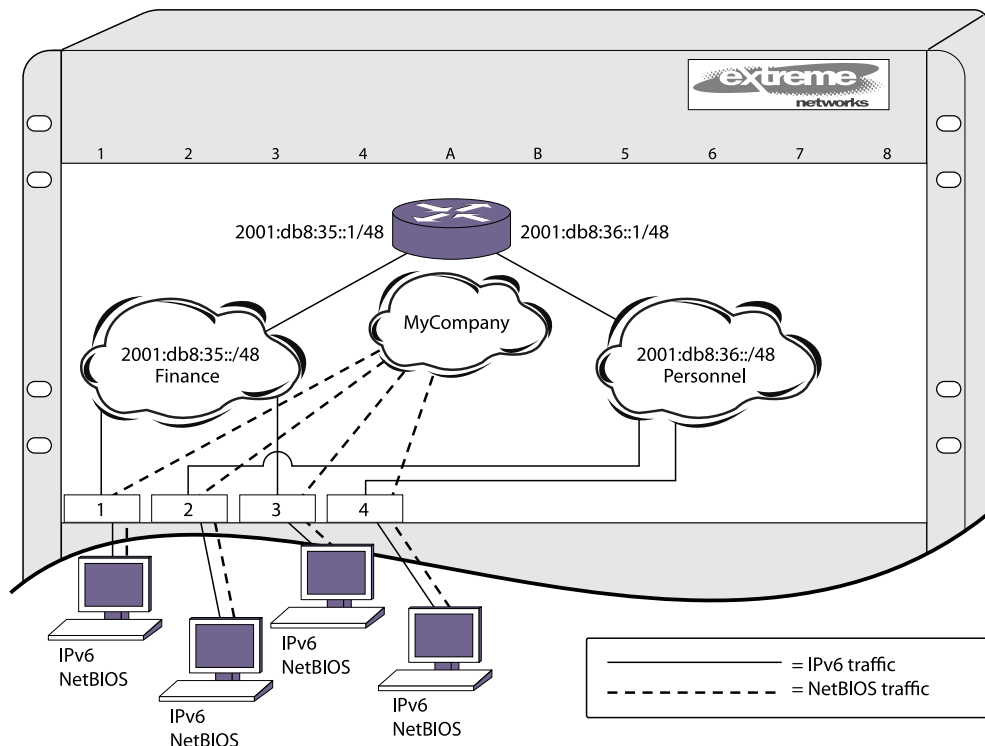 extreme
networks
1 2 3 4 A B 5 6 7 8
2001:db8:35::1/48
2001:db8:36::1/48
MyCompany
2001:db8:35::/48
Finance
2001:db8:36::/48
Personnel
1
2
3
4
IPv6
NetBIOS
IPv6
NetBIOS
IPv6
NetBIOS
IPv6
NetBIOS
= IPv6 traffic
= NetBIOS traffic